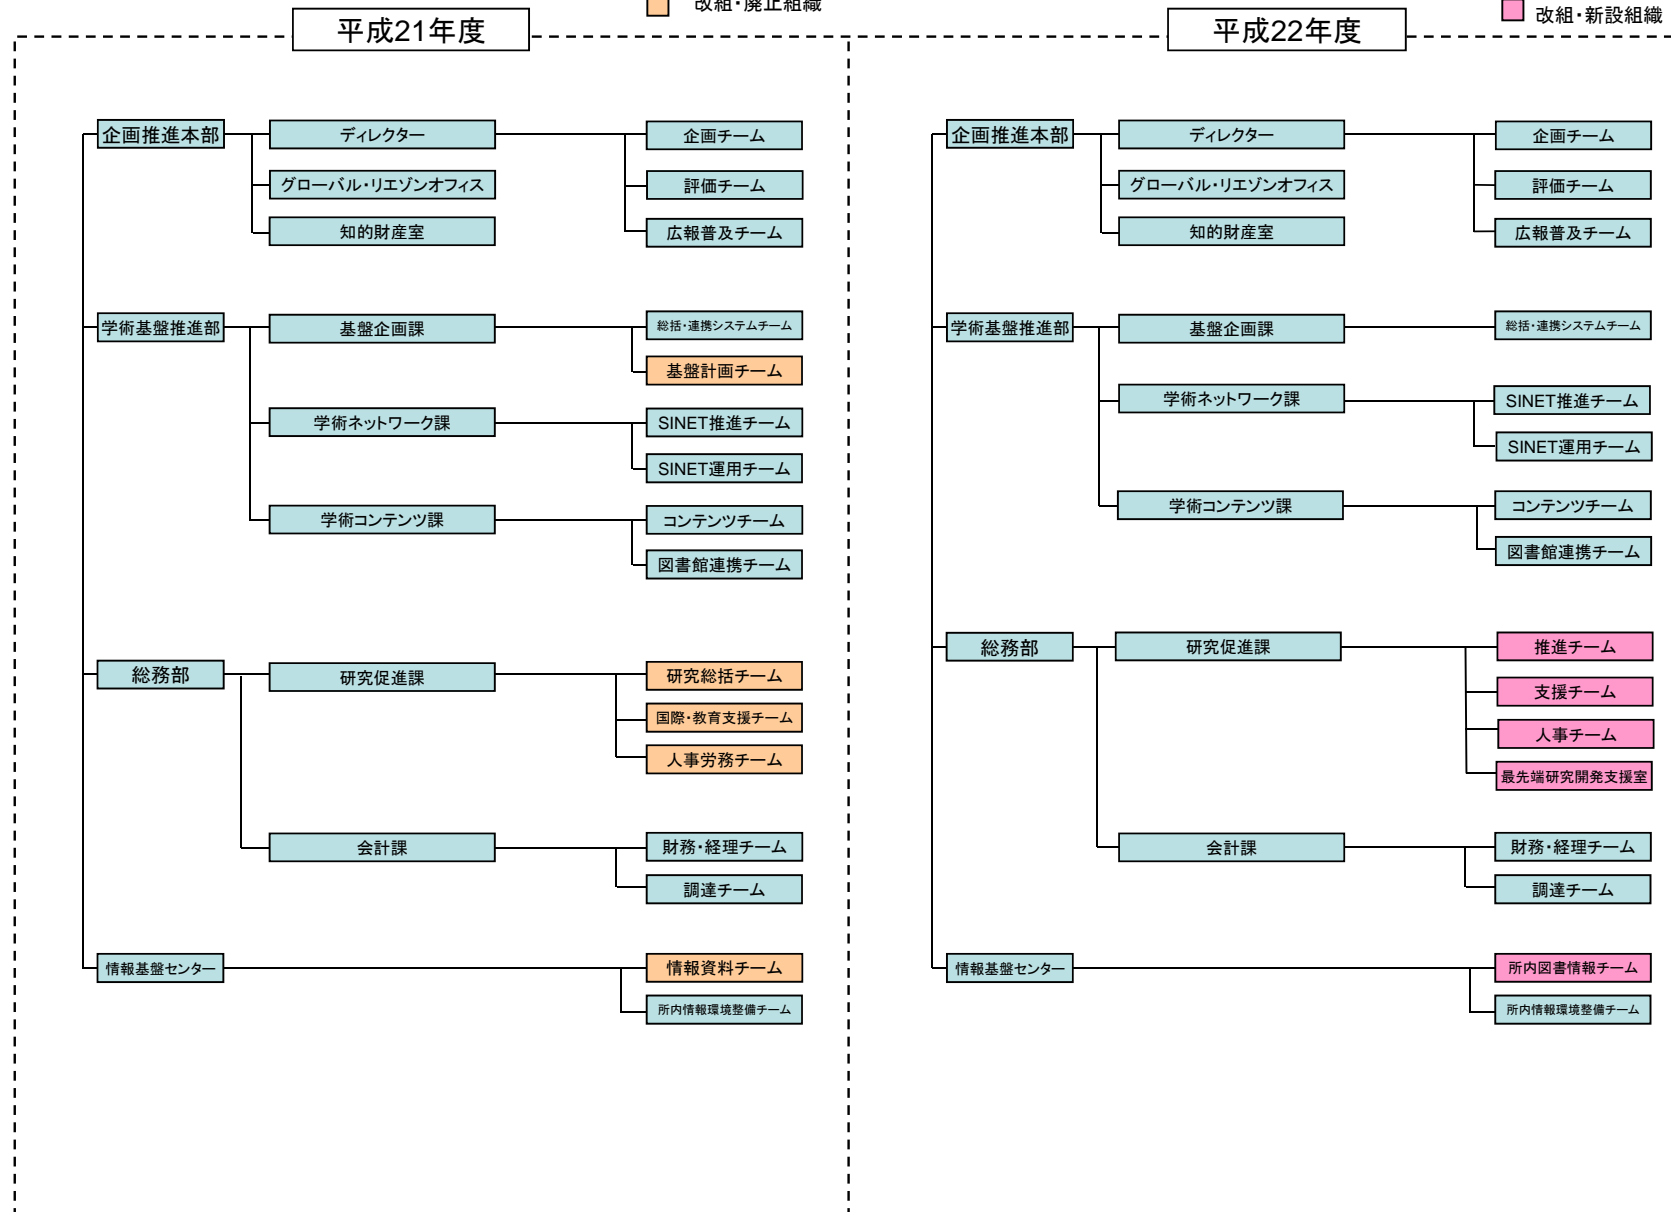 改組・廃止組織
改組・新設組織
平成21年度
企画推進本部
ディレクター
企画チーム
グローバル・リエゾンオフィス
評価チーム
知的財産室
広報普及チーム
学術基盤推進部
基盤企画課
総括・連携システムチーム
基盤計画チーム
学術ネットワーク課
SINET推進チーム
SINET運用チーム
学術コンテンツ課
コンテンツチーム
図書館連携チーム
総務部
研究促進課
研究総括チーム
国際・教育支援チーム
人事労務チーム
会計課
財務・経理チーム
調達チーム
情報基盤センター
情報資料チーム
所内情報環境整備チーム
平成22年度
企画推進本部
ディレクター
企画チーム
グローバル・リエゾンオフィス
評価チーム
知的財産室
広報普及チーム
学術基盤推進部
基盤企画課
総括・連携システムチーム
学術ネットワーク課
SINET推進チーム
SINET運用チーム
学術コンテンツ課
コンテンツチーム
図書館連携チーム
総務部
研究促進課
推進チーム
支援チーム
人事チーム
最先端研究開発支援室
会計課
財務・経理チーム
調達チーム
情報基盤センター
所内図書情報チーム
所内情報環境整備チーム